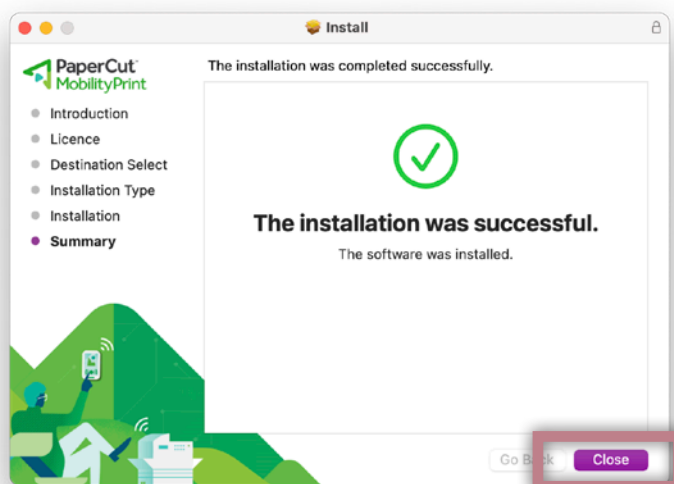 Install
PaperCut
MobilityPrint
The installation was completed successfully.
Introduction
Licence
Destination Select
Installation Type
Installation
Summary
The installation was successful.
The software was installed.
Go Back
Close